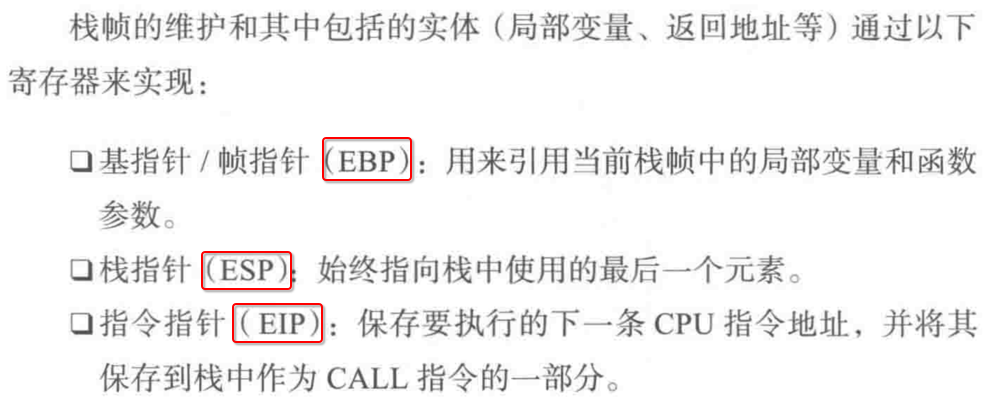 栈帧的维护和其中包括的实体（局部变量、返回地址等）通过以下
寄存器来实现：
❑ 基指针 / 帧指针（EBP）：用来引用当前栈帧中的局部变量和函数
参数。
❑ 栈指针（ESP）：始终指向栈中使用的最后一个元素。
❑ 指令指针（EIP）：保存要执行的下一条 CPU 指令地址，并将其
保存到栈中作为 CALL 指令的一部分。